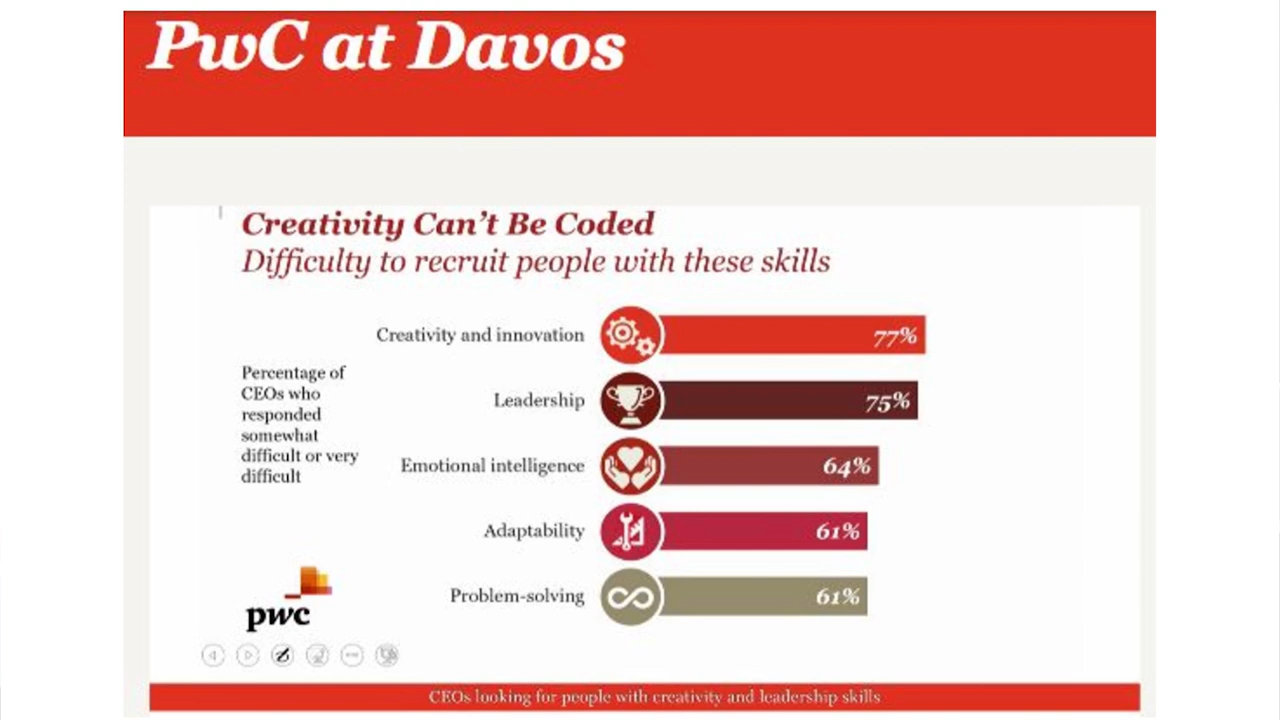 PwC at Davos
Creativity Can't Be Coded
Difficulty to recruit people with these skills
Percentage of
CEOs who
responded
somewhat
difficult or very
difficult
Creativity and innovation 77%
Leadership 75%
Emotional intelligence 64%
Adaptability 61%
Problem-solving 61%
pwc
CEOs looking for people with creativity and leadership skills